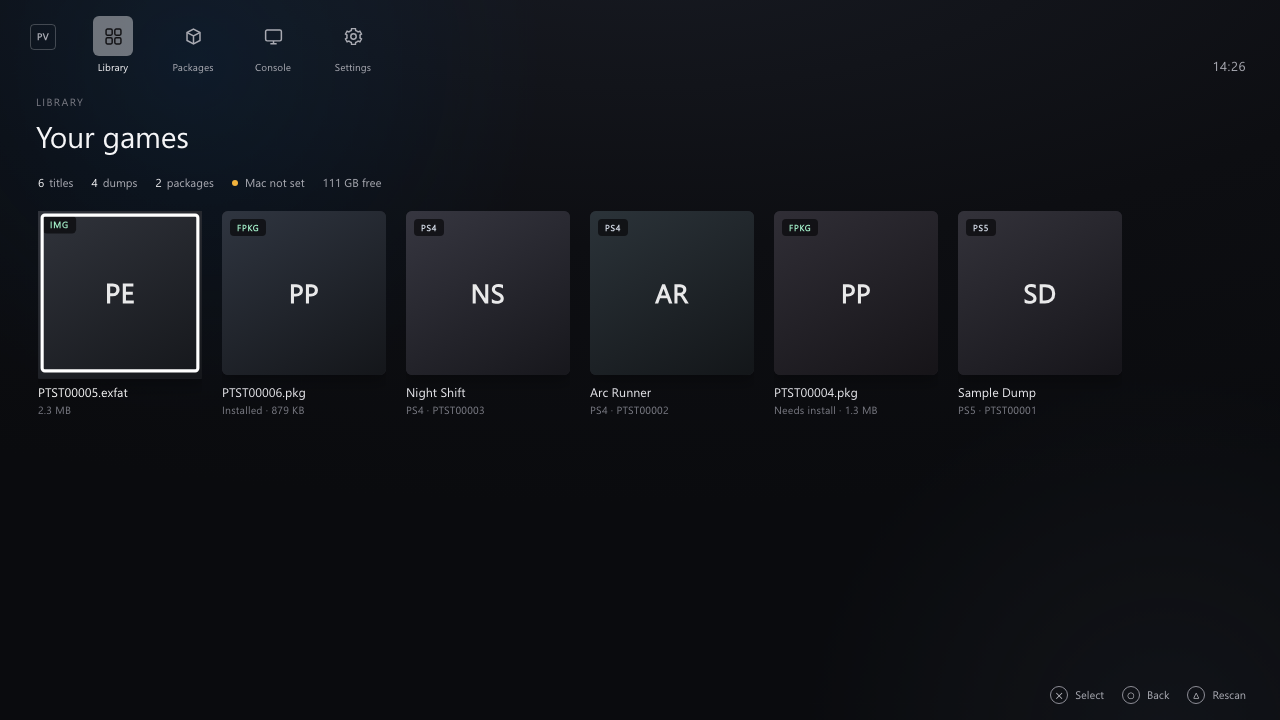 PV
Library
Packages
Console
Settings
14:26
LIBRARY
Your games
6 titles 4 dumps 2 packages Mac not set 111 GB free
IMG
FPKG
PS4
PS4
FPKG
PS5
PE
PP
NS
AR
PP
SD
PTST00005.exfat
2.3 MB
PTST00006.pkg
Installed · 879 KB
Night Shift
PS4 · PTST00003
Arc Runner
PS4 · PTST00002
PTST00004.pkg
Needs install · 1.3 MB
Sample Dump
PS5 · PTST00001
Select
Back
Rescan